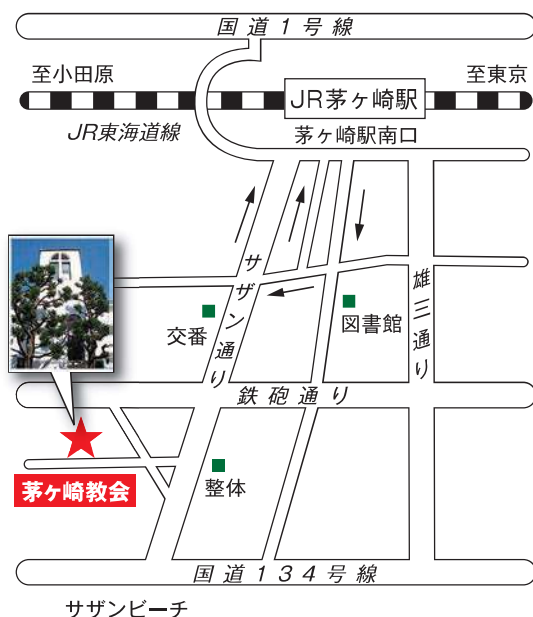 国道1号線
至小田原
至東京
JR茅ヶ崎駅
JR東海道線
茅ヶ崎駅南口
サザン通り
雄三通り
交番
図書館
鉄砲通り
茅ヶ崎教会
整体
国道134号線
サザンビーチ